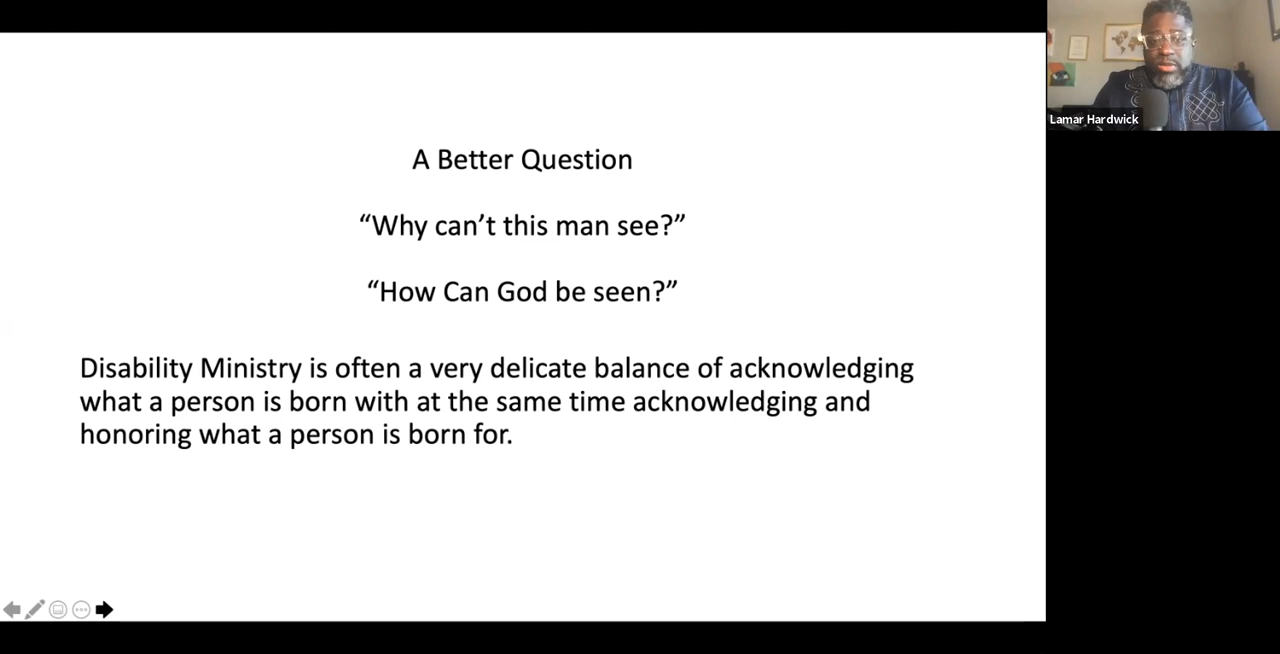 A Better Question
“Why can’t this man see?”
“How Can God be seen?”
Disability Ministry is often a very delicate balance of acknowledging
what a person is born with at the same time acknowledging and
honoring what a person is born for.
Lamar Hardwick